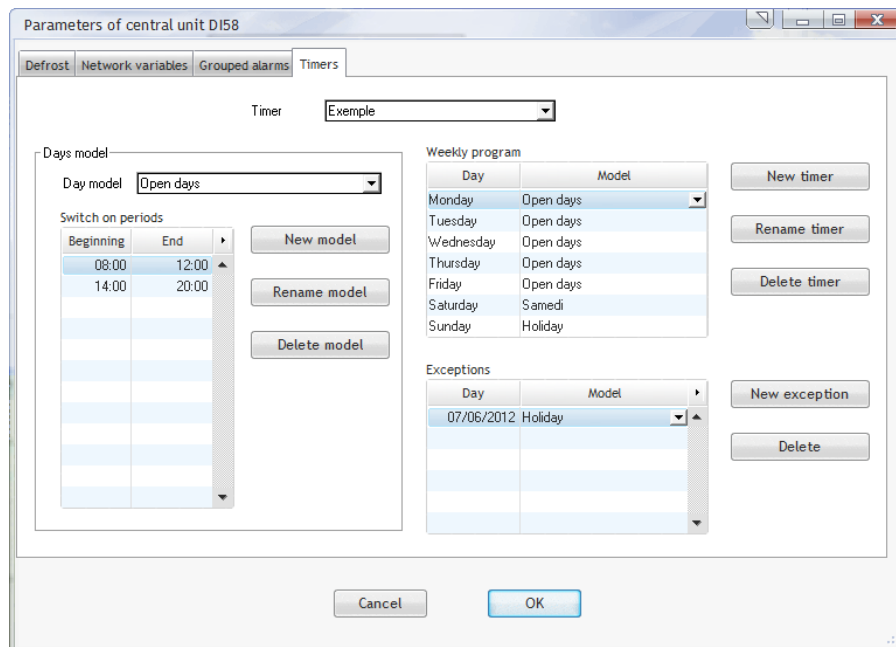 Parameters of central unit DI58
Defrost Network variables Grouped alarms Timers
Timer Exemple
Days model
Day model Open days
Switch on periods
Beginning End
08:00 12:00
14:00 20:00
New model
Rename model
Delete model
Weekly program
Day Model
Monday Open days
Tuesday Open days
Wednesday Open days
Thursday Open days
Friday Open days
Saturday Samedi
Sunday Holiday
New timer
Rename timer
Delete timer
Exceptions
Day Model
07/06/2012 Holiday
New exception
Delete
Cancel OK